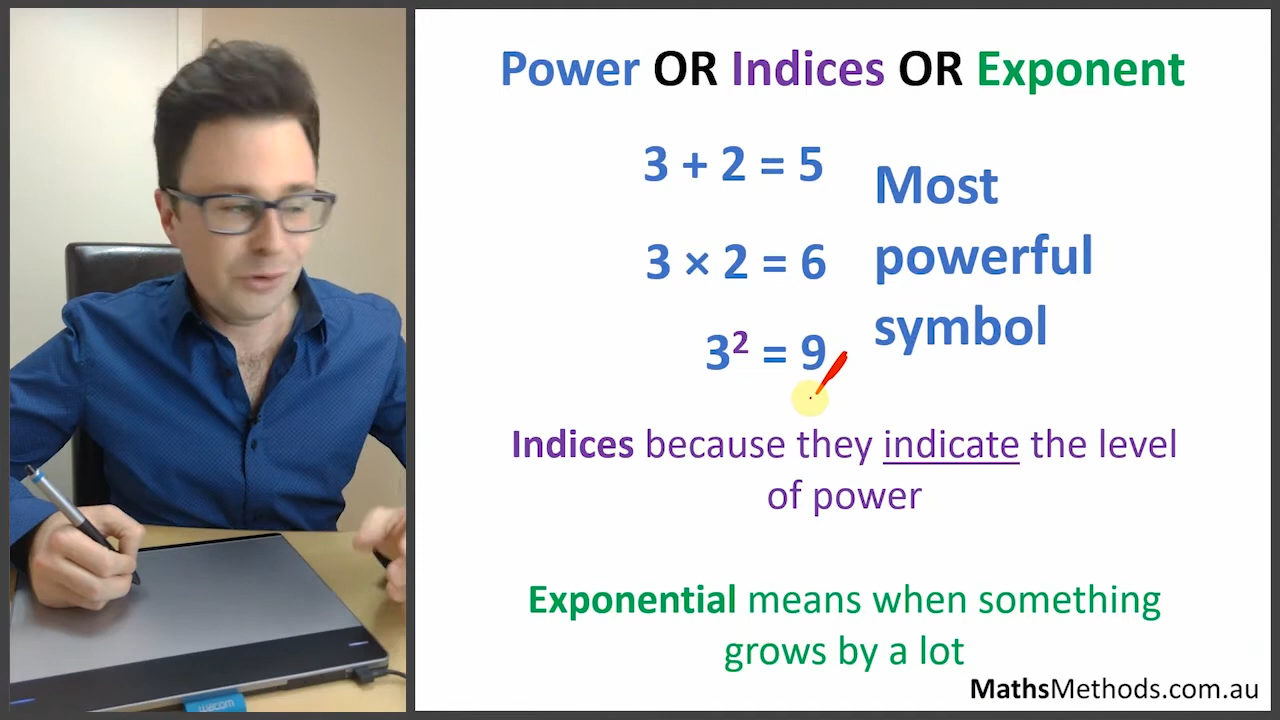 Power OR Indices OR Exponent
3 + 2 = 5
3 × 2 = 6
3² = 9
Most
powerful
symbol
Indices because they indicate the level
of power
Exponential means when something
grows by a lot
MathsMethods.com.au
wacom